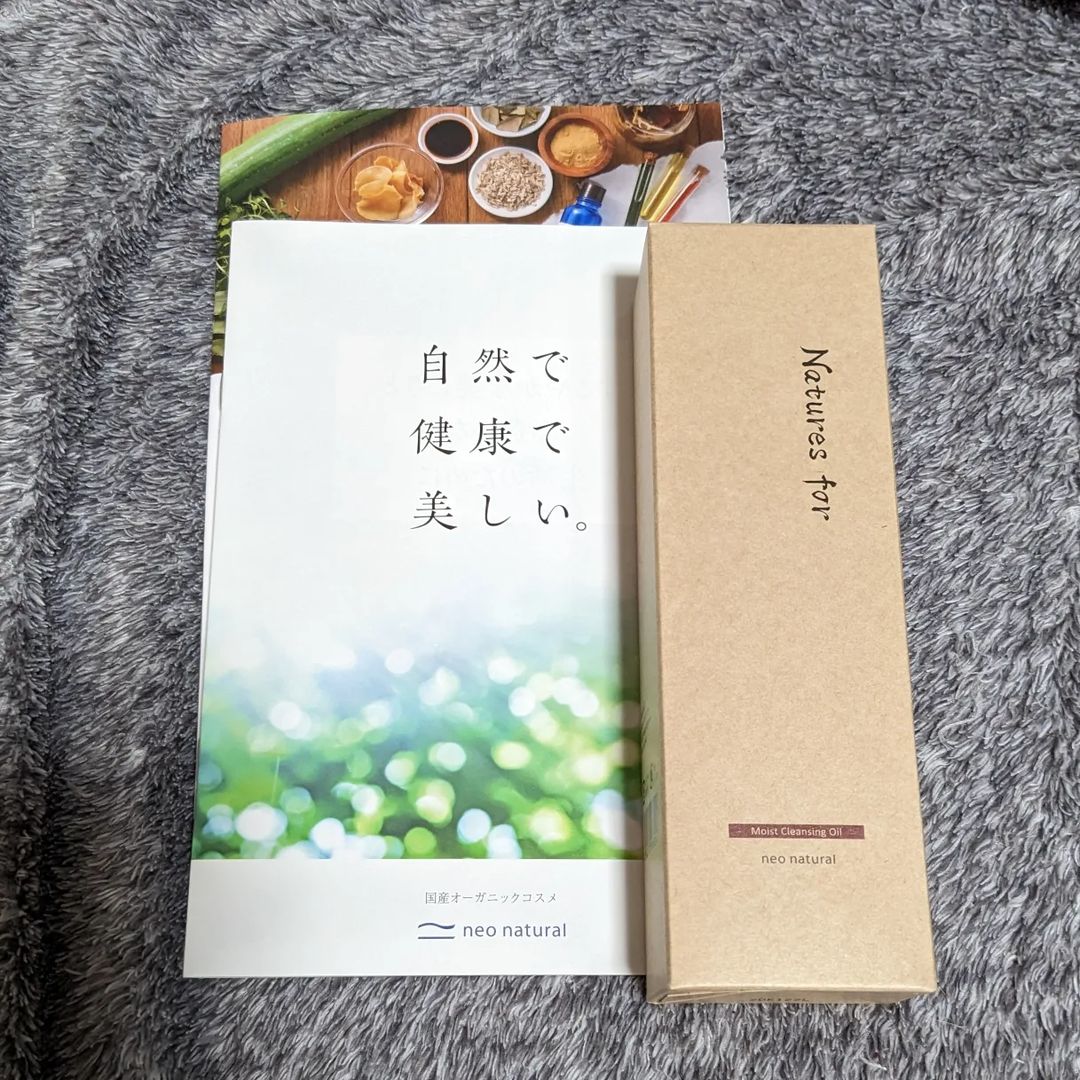 自然で
健康で
美しい。
国産オーガニックコスメ
neo natural
Natures for
Moist Cleansing Oil
neo natural